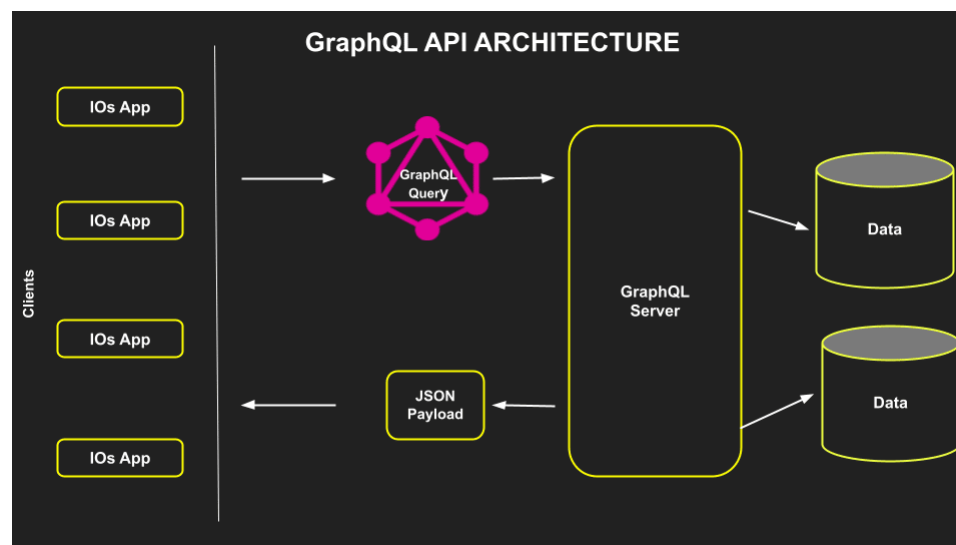 GraphQL API ARCHITECTURE
Clients
IOs App
IOs App
IOs App
IOs App
GraphQL
Query
GraphQL
Server
JSON
Payload
Data
Data